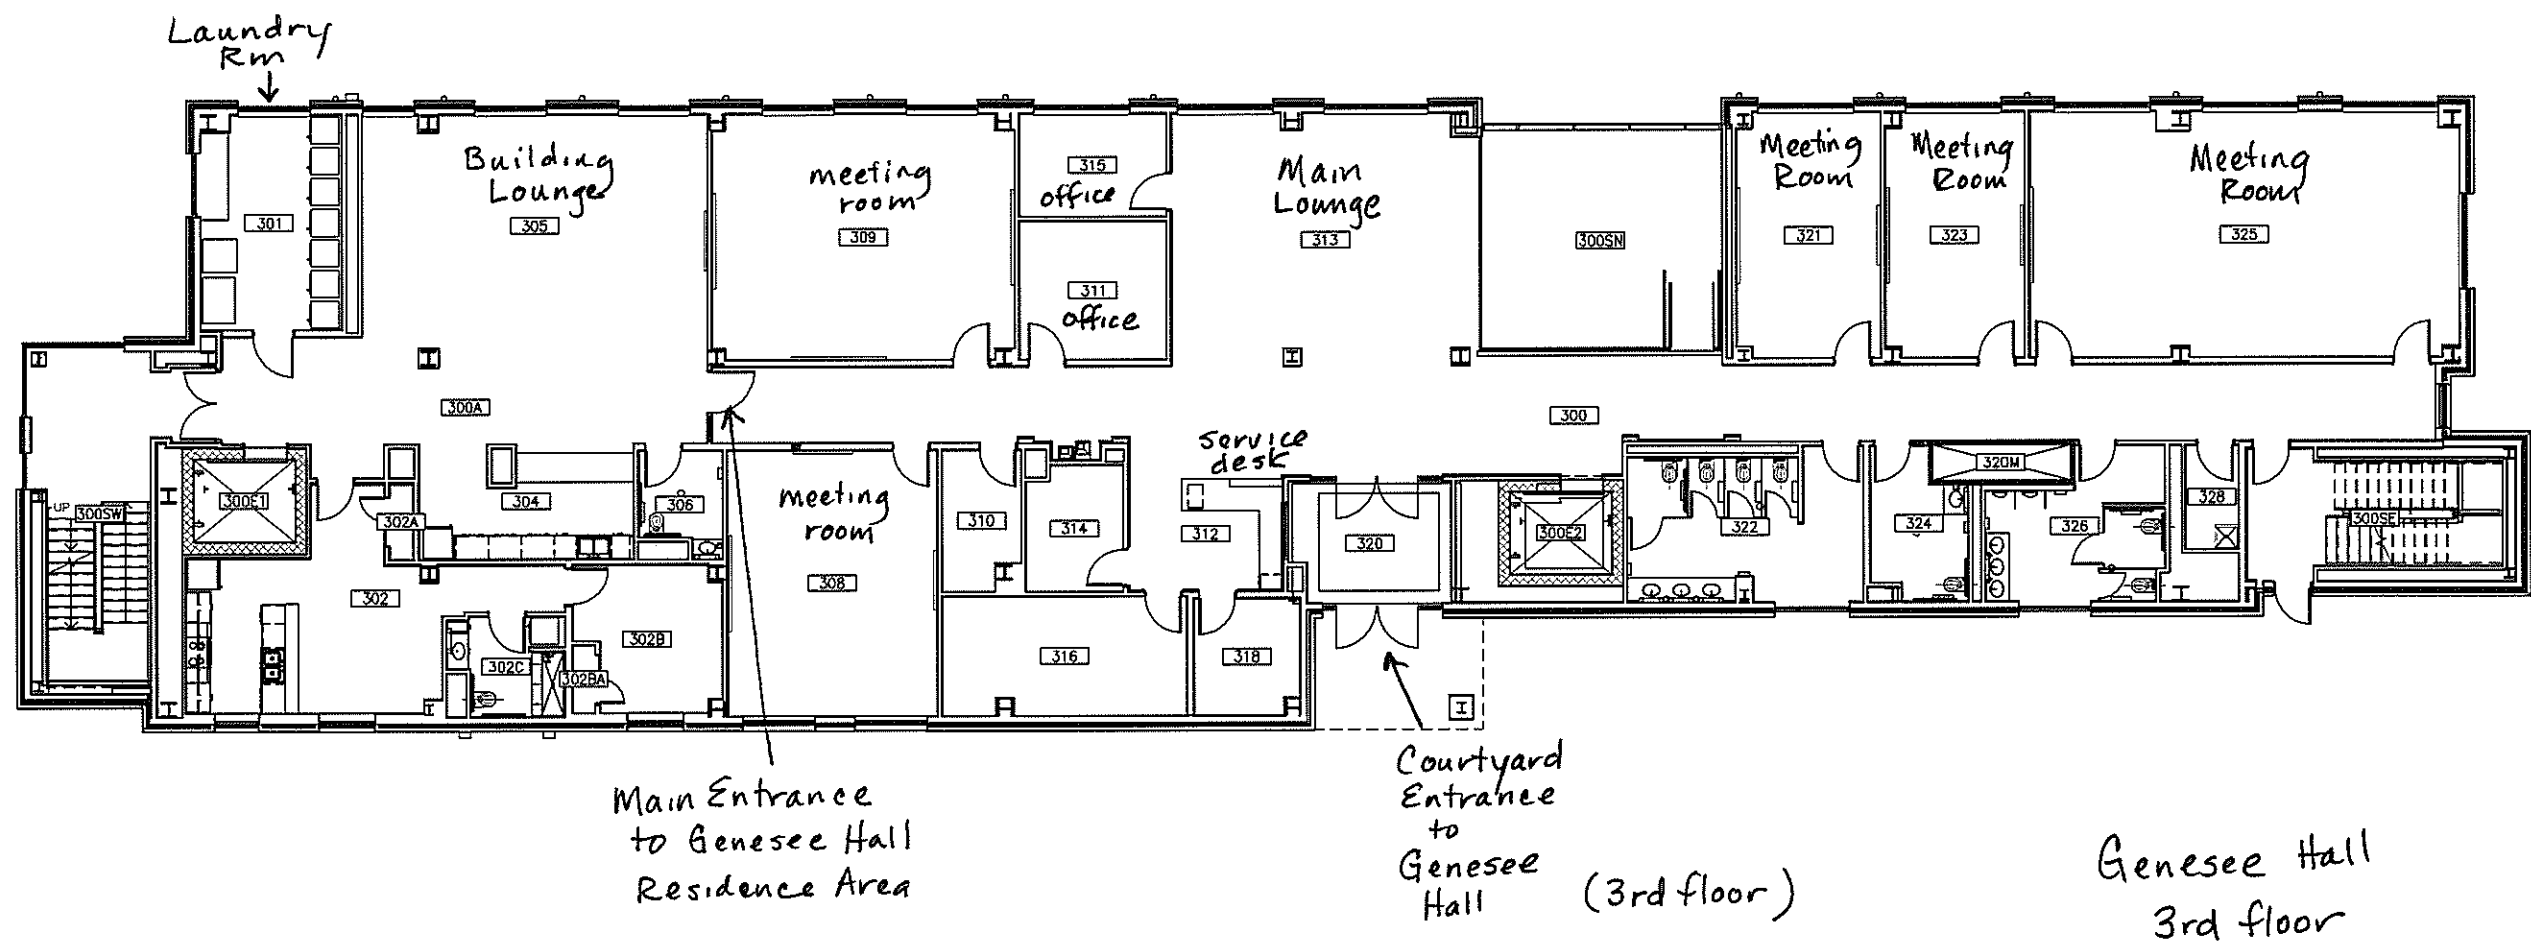 Laundry
Rm
Building
Lounge
305
301
meeting
room
309
315
office
311
office
Main
Lounge
313
300SN
Meeting
Room
321
Meeting
Room
323
Meeting
Room
325
300A
300
UP
300SW
300E1
302A
304
306
meeting
room
308
310
314
service
desk
312
320
300E2
322
324
320M
326
328
300SE
302
302C
302BA
302B
316
318
Main Entrance
to Genesee Hall
Residence Area
Courtyard
Entrance
to
Genesee
Hall
(3rd floor)
Genesee Hall
3rd floor